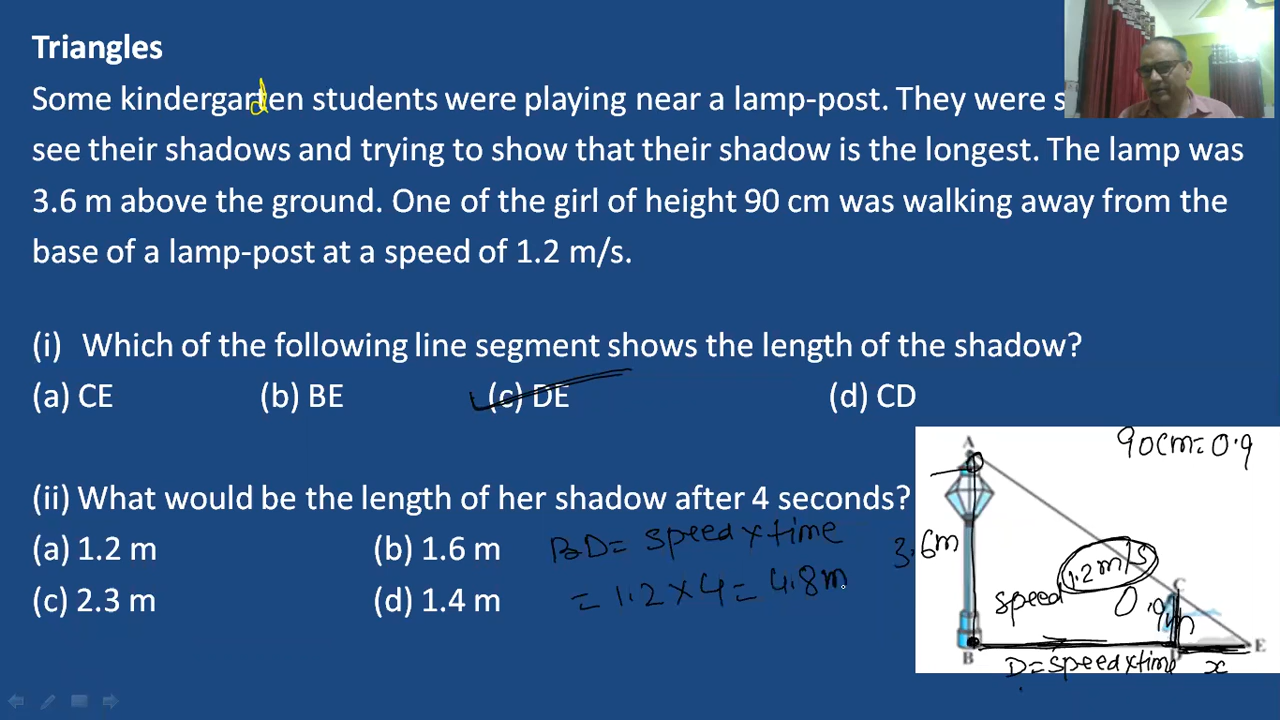 Triangles
Some kindergarten students were playing near a lamp-post. They were s
see their shadows and trying to show that their shadow is the longest. The lamp was
3.6 m above the ground. One of the girl of height 90 cm was walking away from the
base of a lamp-post at a speed of 1.2 m/s.
(i) Which of the following line segment shows the length of the shadow?
(a) CE (b) BE (c) DE (d) CD
(ii) What would be the length of her shadow after 4 seconds?
(a) 1.2 m (b) 1.6 m
(c) 2.3 m (d) 1.4 m
BD = speed x time
= 1.2 x 4 = 4.8m
90cm = 0.9
A
3.6m
1.2m/s
speed
C
0.9m
B D E
D = speed x time x